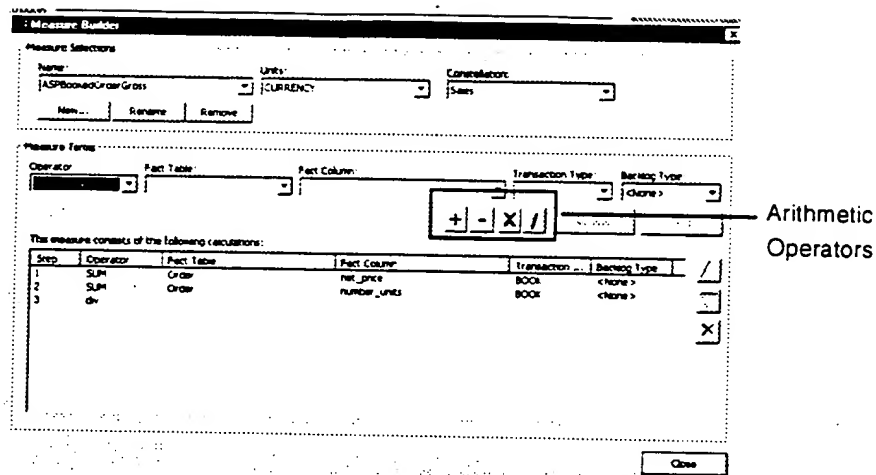 Measure Builder
X
Measure Selections
Name: Units: Constellation:
ASPBookedOrderGross CURRENCY Sales
New... Rename Remove
Measure Terms
Operator Fact Table: Fact Column: Transaction Type: Backlog Type
<None>
+ - X /
Arithmetic
Operators
This measure consists of the following calculations:
Step Operator Fact Table Fact Column Transaction ... Backlog Type
1 SUM Order net_price BOOK <None>
2 SUM Order number_units BOOK <None>
3 div
/
X
Close